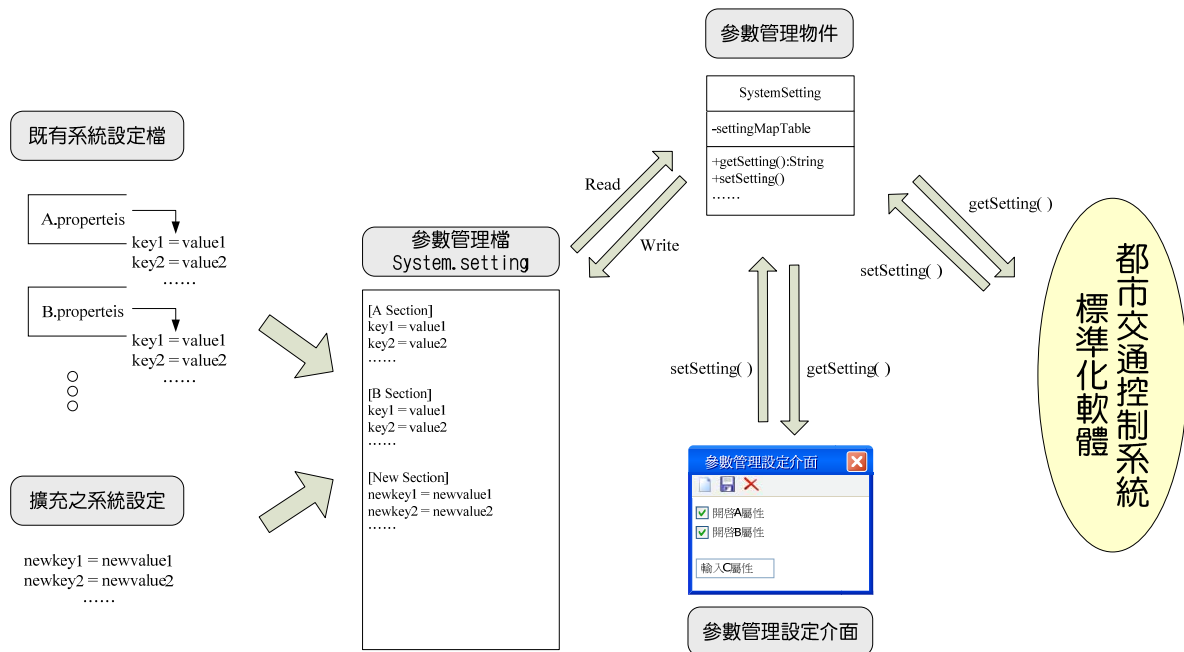 既有系統設定檔
A.properteis
key1 = value1
key2 = value2
……
B.properteis
key1 = value1
key2 = value2
……
擴充之系統設定
newkey1 = newvalue1
newkey2 = newvalue2
……
參數管理檔
System.setting
[A Section]
key1 = value1
key2 = value2
……
[B Section]
key1 = value1
key2 = value2
……
[New Section]
newkey1 = newvalue1
newkey2 = newvalue2
……
Read
Write
參數管理物件
SystemSetting
-settingMapTable
+getSetting():String
+setSetting()
……
setSetting( )
getSetting( )
參數管理設定介面
開啓A屬性
開啓B屬性
輸入C屬性
參數管理設定介面
getSetting( )
setSetting( )
都市交通控制系統
標準化軟體